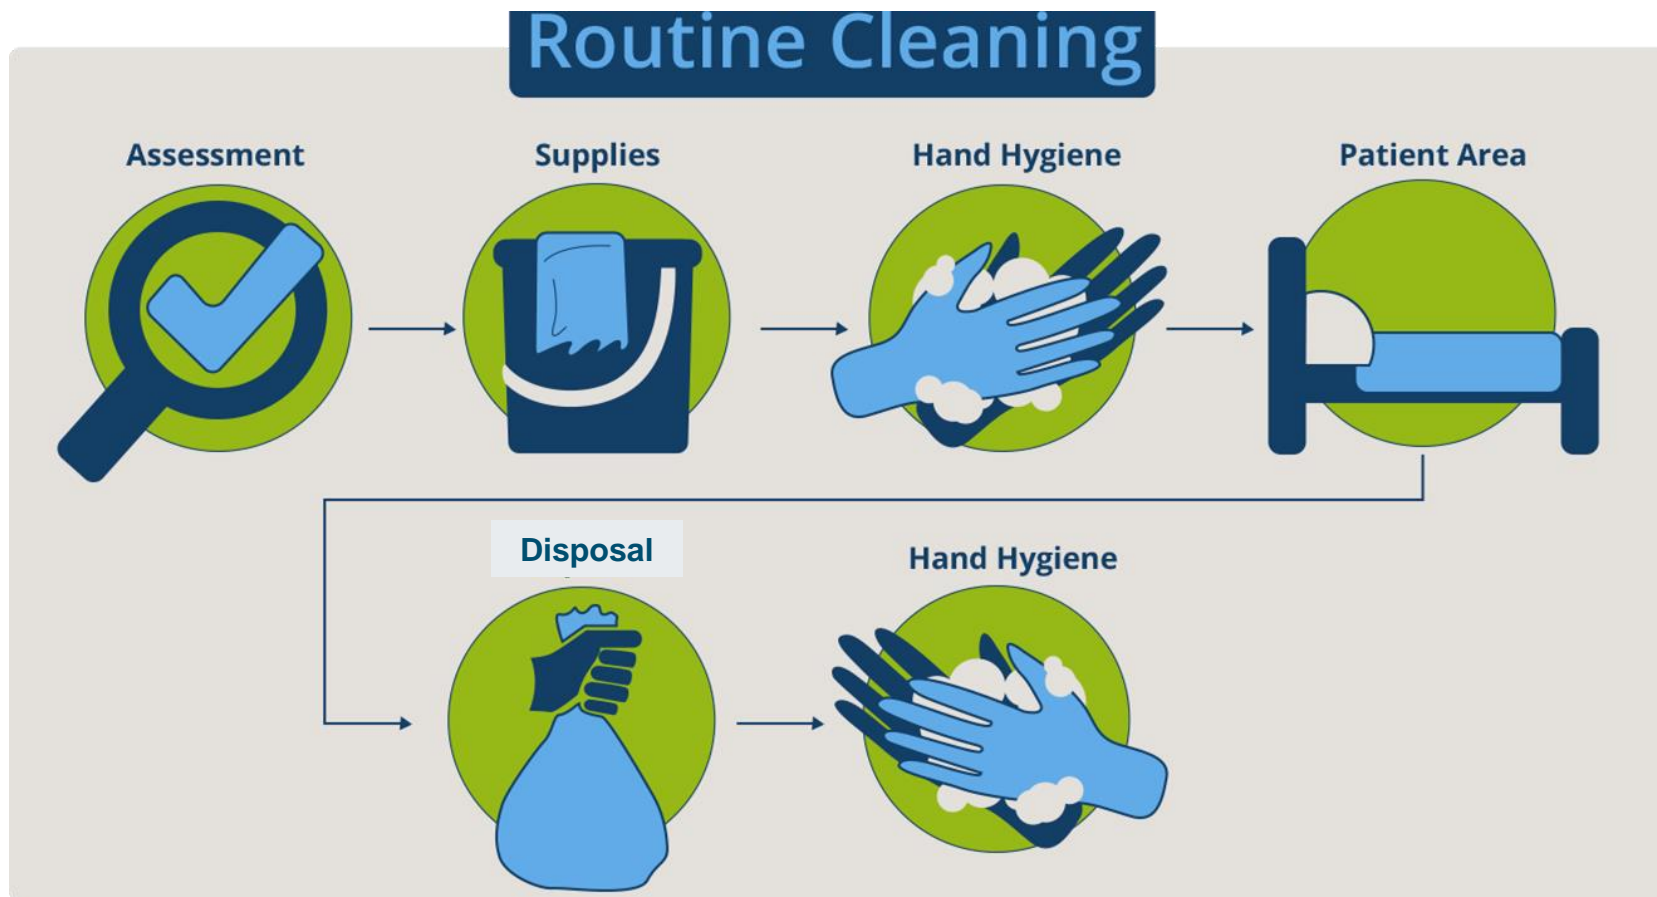 Routine Cleaning
Assessment
Supplies
Hand Hygiene
Patient Area
Disposal
Hand Hygiene